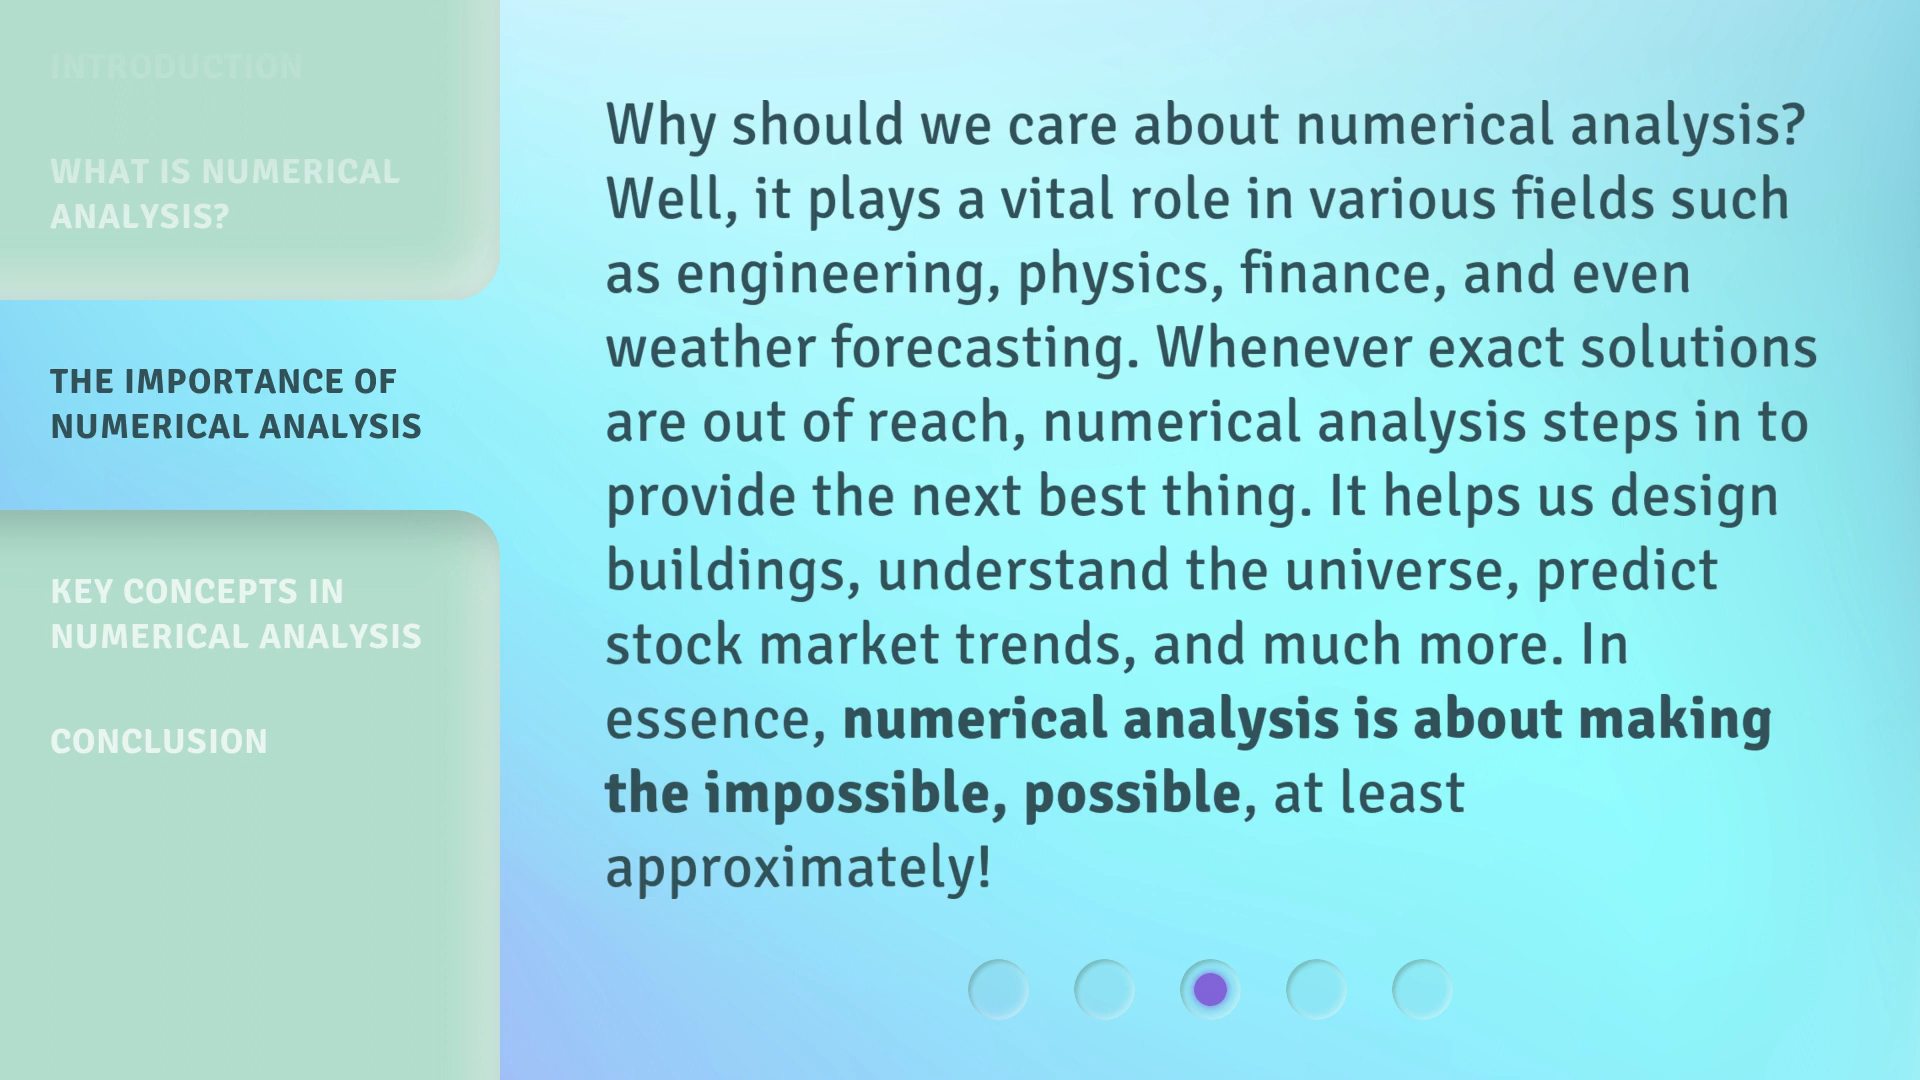 INTRODUCTION
WHAT IS NUMERICAL
ANALYSIS?
THE IMPORTANCE OF
NUMERICAL ANALYSIS
KEY CONCEPTS IN
NUMERICAL ANALYSIS
CONCLUSION
Why should we care about numerical analysis?
Well, it plays a vital role in various fields such
as engineering, physics, finance, and even
weather forecasting. Whenever exact solutions
are out of reach, numerical analysis steps in to
provide the next best thing. It helps us design
buildings, understand the universe, predict
stock market trends, and much more. In
essence, numerical analysis is about making
the impossible, possible, at least
approximately!